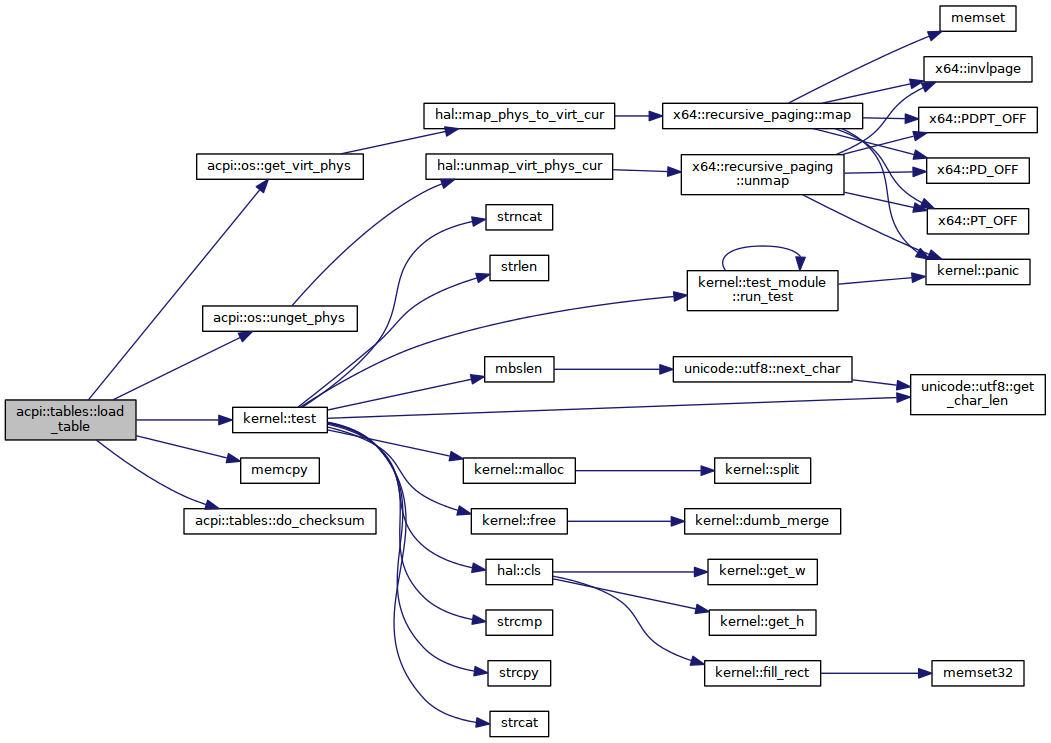 memset
x64::invlpage
hal::map_phys_to_virt_cur
x64::recursive_paging::map
x64::PDPT_OFF
acpi::os::get_virt_phys
hal::unmap_virt_phys_cur
x64::recursive_paging
::unmap
x64::PD_OFF
strncat
x64::PT_OFF
strlen
kernel::test_module
::run_test
kernel::panic
acpi::os::unget_phys
mbslen
unicode::utf8::next_char
unicode::utf8::get
_char_len
acpi::tables::load
_table
kernel::test
memcpy
kernel::malloc
kernel::split
acpi::tables::do_checksum
kernel::free
kernel::dumb_merge
hal::cls
kernel::get_w
strcmp
kernel::get_h
strcpy
kernel::fill_rect
memset32
strcat